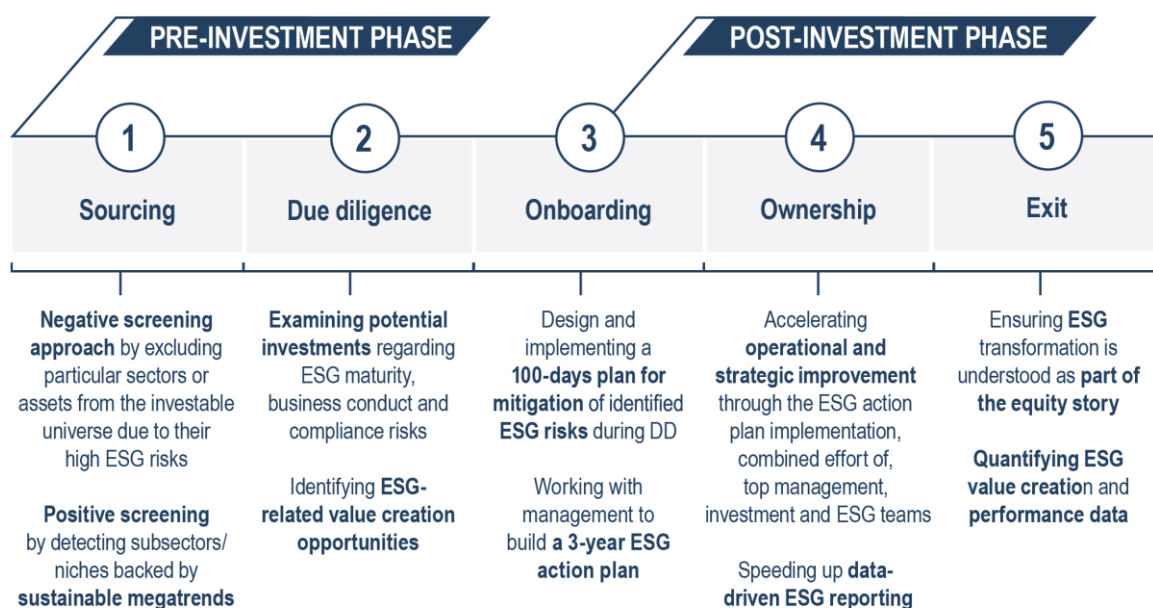 PRE-INVESTMENT PHASE
POST-INVESTMENT PHASE
1
2
3
4
5
Sourcing
Due diligence
Onboarding
Ownership
Exit
Negative screening
approach by excluding
particular sectors or
assets from the investable
universe due to their
high ESG risks
Positive screening
by detecting subsectors/
niches backed by
sustainable megatrends
Examining potential
investments regarding
ESG maturity,
business conduct and
compliance risks
Identifying ESG-
related value creation
opportunities
Design and
implementing a
100-days plan for
mitigation of identified
ESG risks during DD
Working with
management to
build a 3-year ESG
action plan
Accelerating
operational and
strategic improvement
through the ESG action
plan implementation,
combined effort of,
top management,
investment and ESG teams
Speeding up data-
driven ESG reporting
Ensuring ESG
transformation is
understood as part of
the equity story
Quantifying ESG
value creation and
performance data